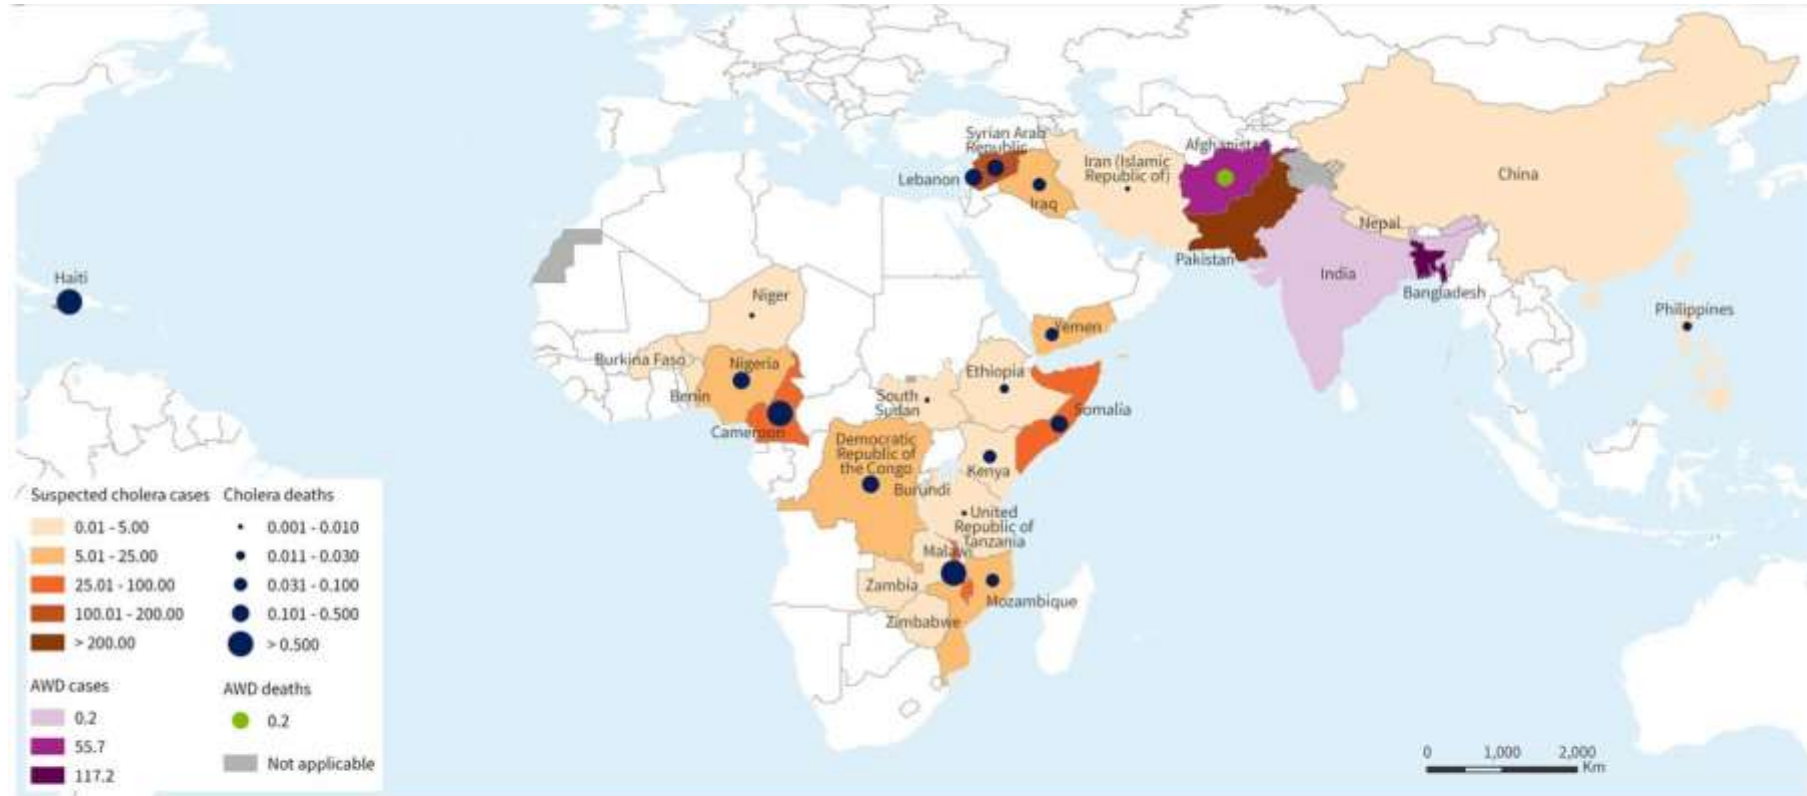 Syrian Arab
Republic
Lebanon
Iraq
Iran (Islamic
Republic of)
Afghanistan
Pakistan
China
Nepal
India
Bangladesh
Philippines
Haiti
Niger
Burkina Faso
Nigeria
Benin
Cameroon
Yemen
Ethiopia
South
Sudan
Somalia
Democratic
Republic of
the Congo
Kenya
Burundi
United
Republic of
Tanzania
Malawi
Zambia
Mozambique
Zimbabwe
Suspected cholera cases
0.01 - 5.00
5.01 - 25.00
25.01 - 100.00
100.01 - 200.00
> 200.00
AWD cases
0.2
55.7
117.2
Cholera deaths
0.001 - 0.010
0.011 - 0.030
0.031 - 0.100
0.101 - 0.500
> 0.500
AWD deaths
0.2
Not applicable
0 1,000 2,000
Km